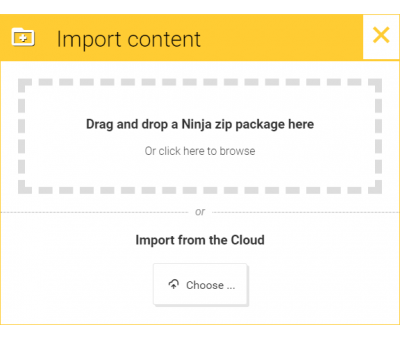 Import content
Drag and drop a Ninja zip package here
Or click here to browse
or
Import from the Cloud
Choose ...